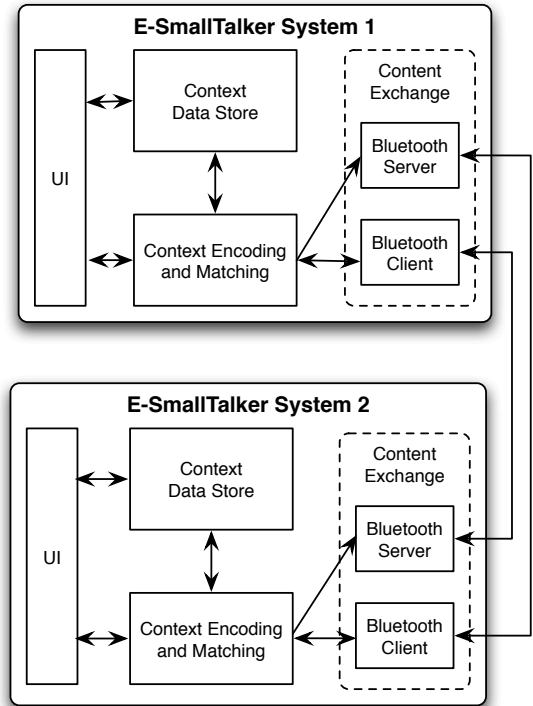 E-SmallTalker System 1
UI
Context
Data Store
Context Encoding
and Matching
Content
Exchange
Bluetooth
Server
Bluetooth
Client
E-SmallTalker System 2
UI
Context
Data Store
Context Encoding
and Matching
Content
Exchange
Bluetooth
Server
Bluetooth
Client